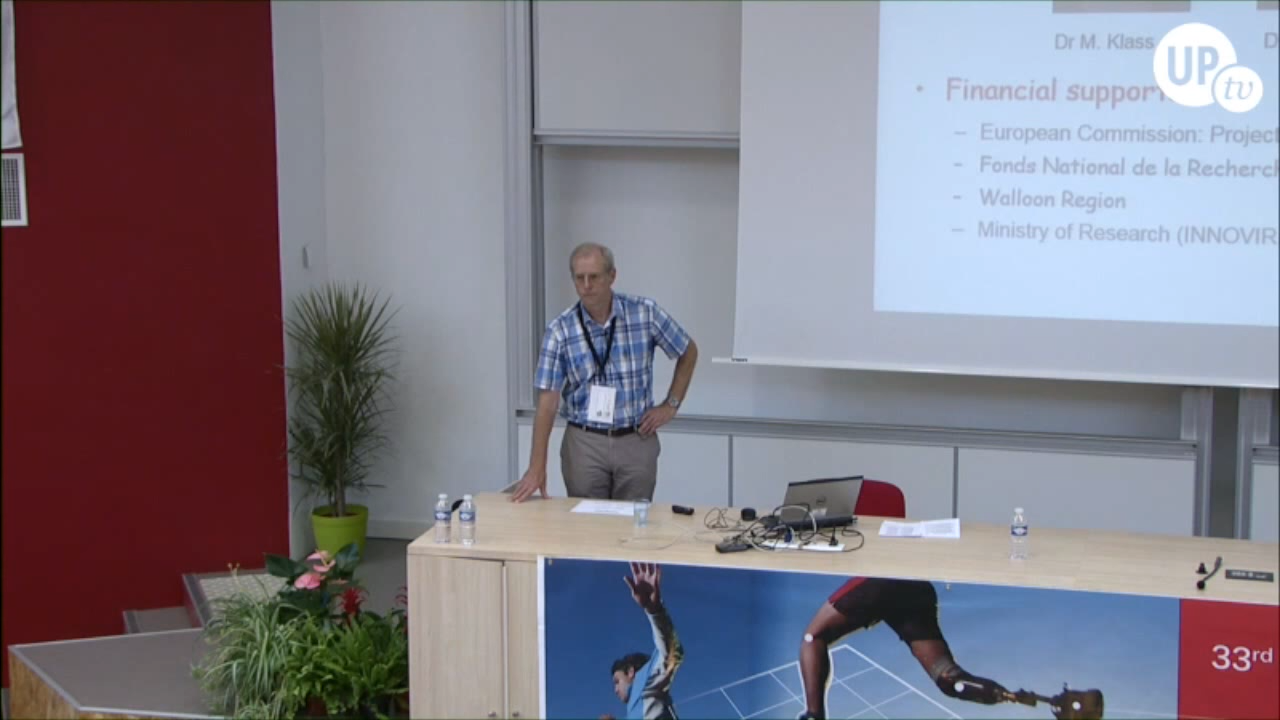 Dr M. Klass
D
UP
tv
• Financial support
– European Commission: Project
- Fonds National de la Recherch
- Walloon Region
– Ministry of Research (INNOVIR
33rd